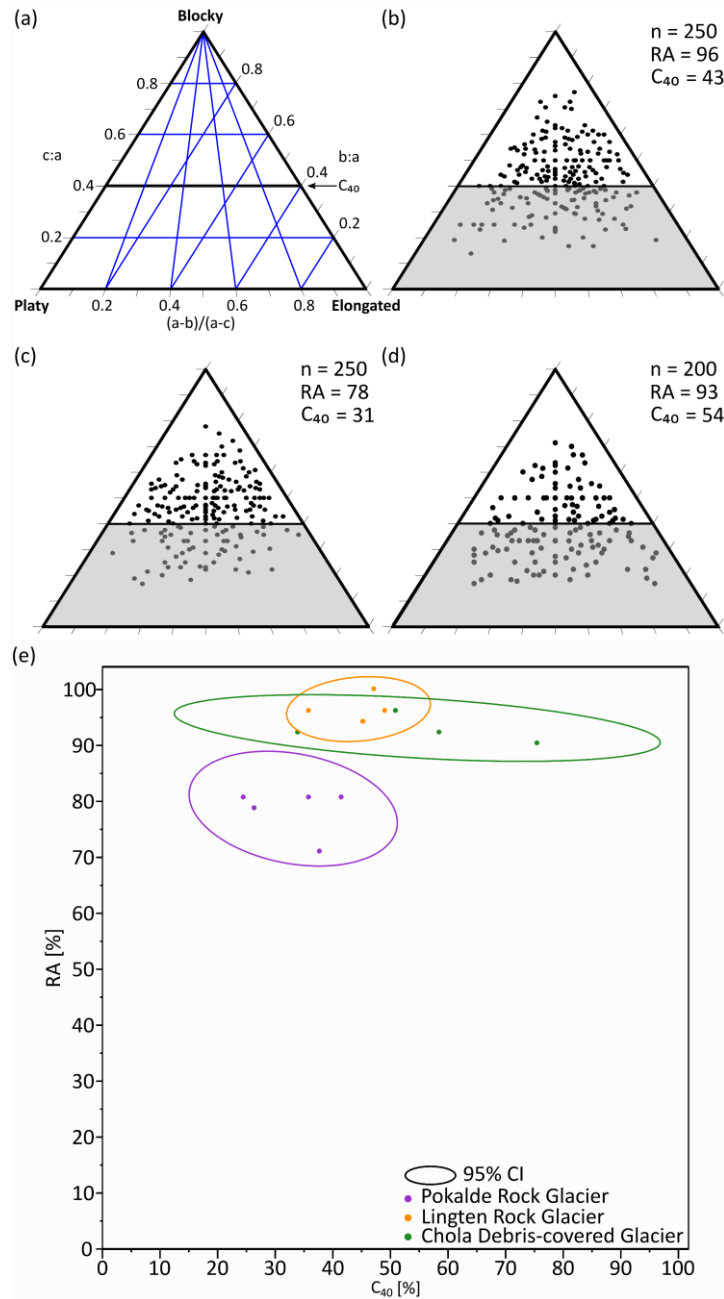 (a)
Blocky
0.8
0.8
0.6
0.6
c:a
b:a
0.4
0.4
C₄₀
0.2
0.2
Platy
0.2
0.4
0.6
0.8
Elongated
(a-b)/(a-c)
(b)
n = 250
RA = 96
C₄₀ = 43
(c)
n = 250
RA = 78
C₄₀ = 31
(d)
n = 200
RA = 93
C₄₀ = 54
(e)
100
90
80
70
60
50
40
30
20
10
0
RA [%]
95% CI
Pokalde Rock Glacier
Lingten Rock Glacier
Chola Debris-covered Glacier
0 10 20 30 40 50 60 70 80 90 100
C₄₀ [%]